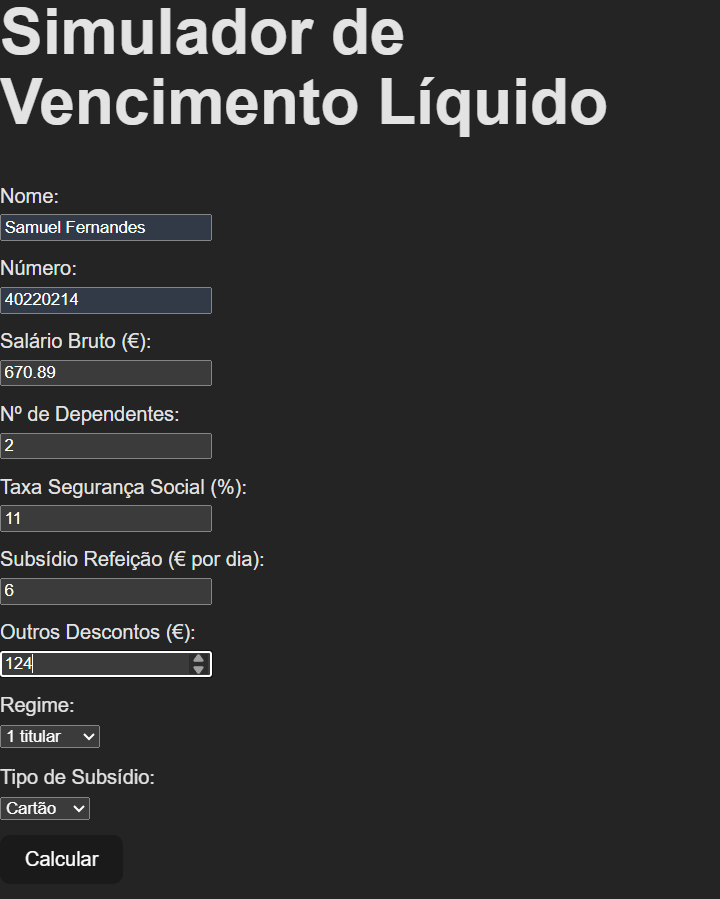 Simulador de
Vencimento Líquido
Nome:
Samuel Fernandes
Número:
40220214
Salário Bruto (€):
670.89
Nº de Dependentes:
2
Taxa Segurança Social (%):
11
Subsídio Refeição (€ por dia):
6
Outros Descontos (€):
124
Regime:
1 titular
Tipo de Subsídio:
Cartão
Calcular